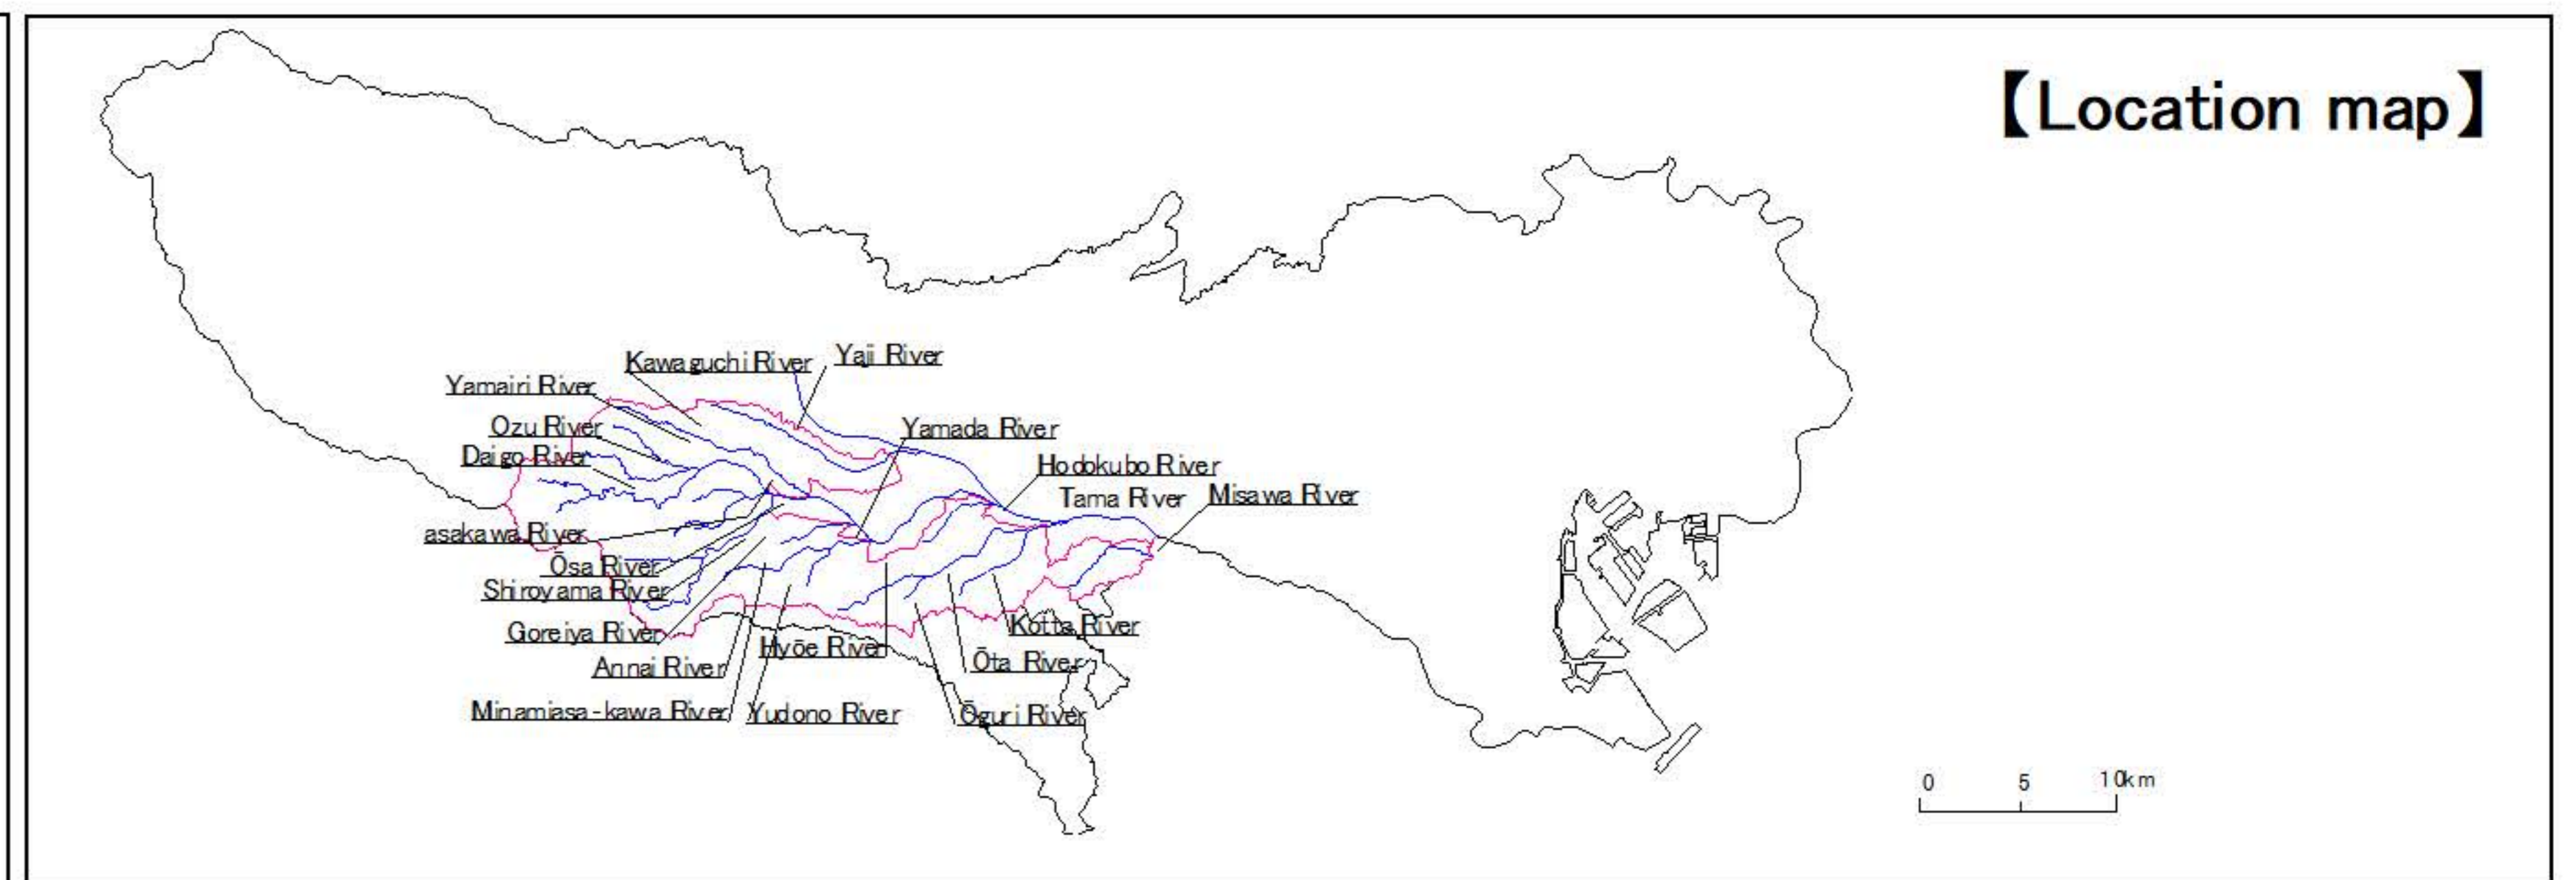 【Location map】
Kawaguchi River
Yaji River
Yamairi River
Ozu River
Yamada River
Daigo River
Hodokubo River
Tama River
Misawa River
asakawa River
Ōsa River
Shiroyama River
Goreiya River
Kotta River
Hyōe River
Annai River
Ōta River
Minamiasa-kawa River
Yudono River
Ōguri River
0 5 10km